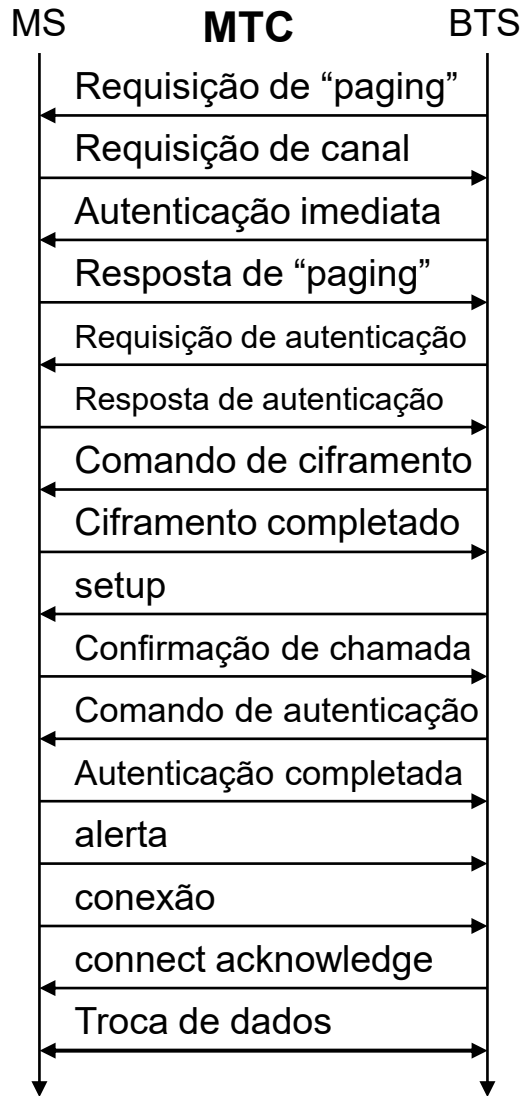 MS MTC BTS
Requisição de “paging”
Requisição de canal
Autenticação imediata
Resposta de “paging”
Requisição de autenticação
Resposta de autenticação
Comando de ciframento
Ciframento completado
setup
Confirmação de chamada
Comando de autenticação
Autenticação completada
alerta
conexão
connect acknowledge
Troca de dados